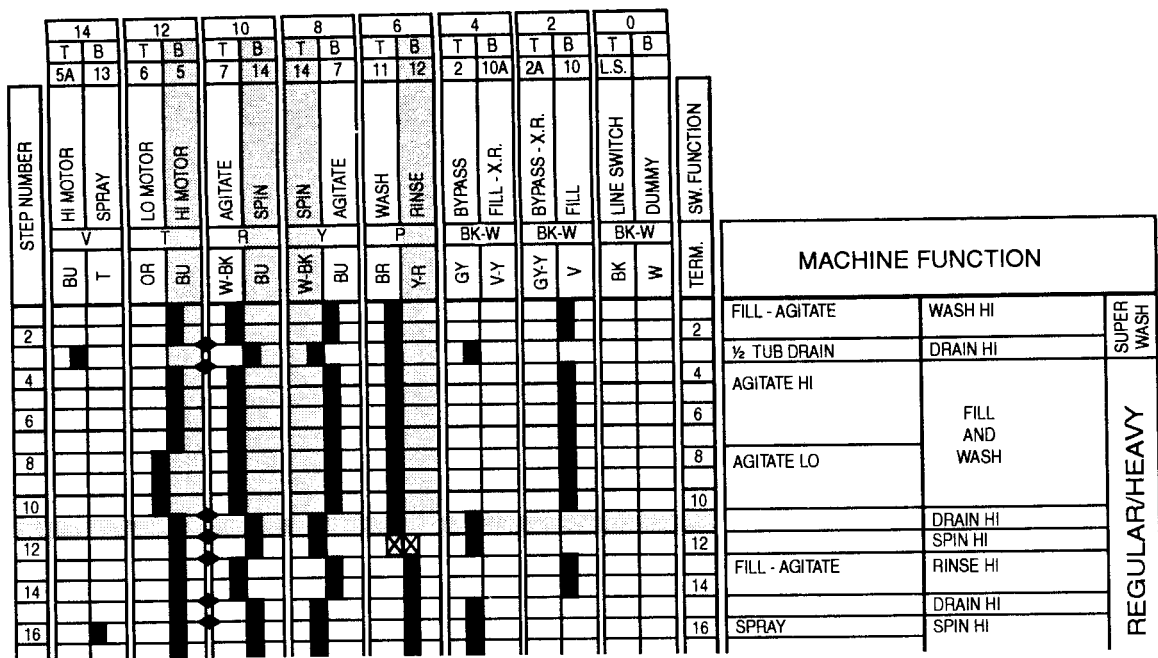 14 12 10 8 6 4 2 0
T B T B T B T B T B T B T B T B
5A 13 6 5 7 14 14 7 11 12 2 10A 2A 10 L.S.
STEP NUMBER HI MOTOR SPRAY LO MOTOR HI MOTOR AGITATE SPIN SPIN AGITATE WASH RINSE BYPASS FILL - X.R. BYPASS - X.R. FILL LINE SWITCH DUMMY SW. FUNCTION
V T R Y P BK-W BK-W BK-W TERM.
BU T OR BU W-BK BU W-BK BU BR Y-R GY V-Y GY-Y V BK W
MACHINE FUNCTION
FILL - AGITATE WASH HI SUPER WASH
2 2
½ TUB DRAIN DRAIN HI
4 4 AGITATE HI
6 6 FILL AND WASH
8 8 AGITATE LO
10 10
DRAIN HI
12 12 SPIN HI
FILL - AGITATE RINSE HI
14 14
DRAIN HI
16 16 SPRAY SPIN HI
REGULAR/HEAVY